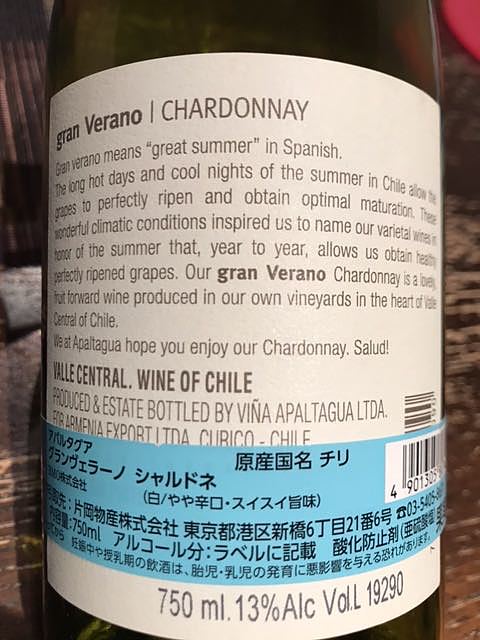 gran Verano | CHARDONNAY
Gran verano means “great summer” in Spanish.
The long hot days and cool nights of the summer in Chile allow the
grapes to perfectly ripen and obtain optimal maturation. These
wonderful climatic conditions inspired us to name our varietal wines in
honor of the summer that, year to year, allows us obtain healthy
perfectly ripened grapes. Our gran Verano Chardonnay is a lovely,
fruit forward wine produced in our own vineyards in the heart of Valle
Central of Chile.
We at Apaltagua hope you enjoy our Chardonnay. Salud!
VALLE CENTRAL. WINE OF CHILE
PRODUCED & ESTATE BOTTLED BY VIÑA APALTAGUA LTDA.
FOR ARMENIA EXPORT LTDA. CURICO - CHILE
アパルタグア
グランヴェラーノ シャルドネ 原産国名 チリ
(白/やや辛口・スイスイ旨味)
4 901305
片岡物産株式会社 東京都港区新橋6丁目21番6号 ☎03-5405-
内容量:750ml アルコール分:ラベルに記載 酸化防止剤(亜硫酸塩)
妊娠中や授乳期の飲酒は、胎児・乳児の発育に悪影響を与える恐れがあります。
750 ml. 13%Alc Vol.L 19290